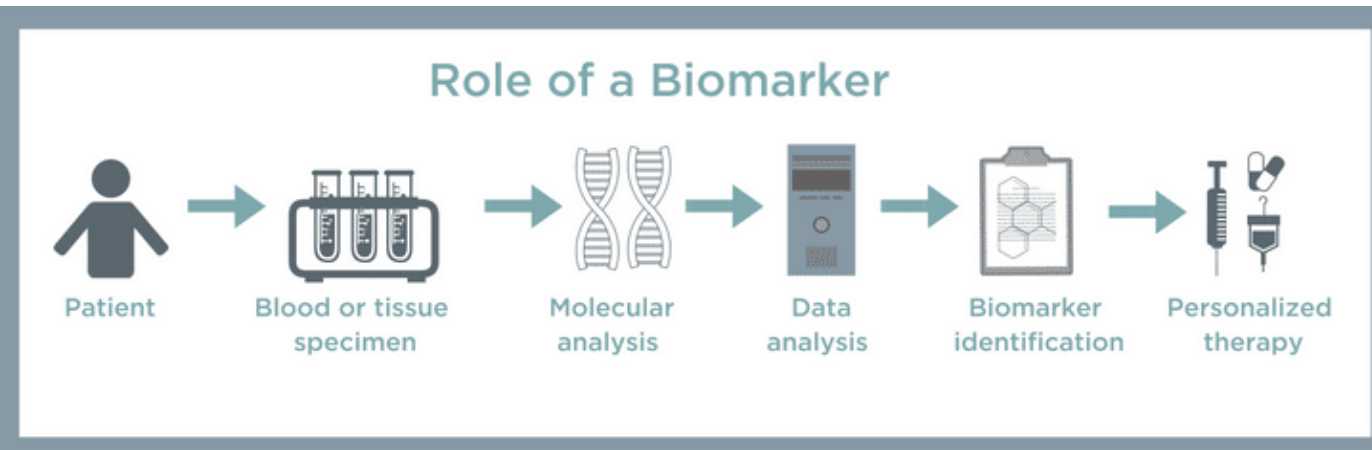 Role of a Biomarker
Patient
Blood or tissue
specimen
Molecular
analysis
Data
analysis
Biomarker
identification
Personalized
therapy